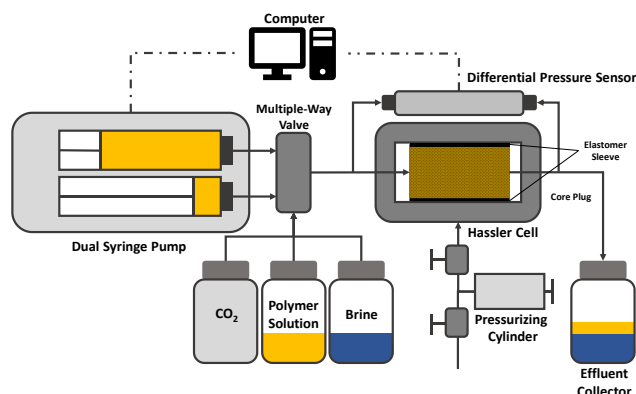 Computer
Differential Pressure Sensor
Multiple-Way
Valve
Elastomer
Sleeve
Core Plug
Dual Syringe Pump
Hassler Cell
CO₂
Polymer
Solution
Brine
Pressurizing
Cylinder
Effluent
Collector